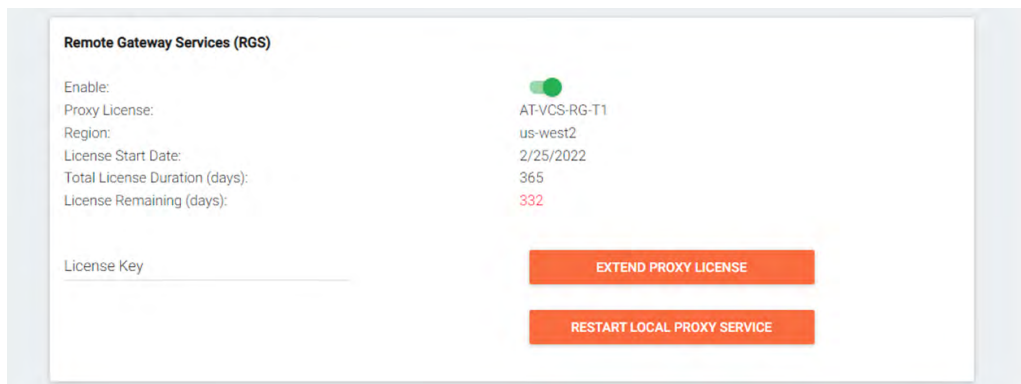 Remote Gateway Services (RGS)
Enable:
Proxy License: AT-VCS-RG-T1
Region: us-west2
License Start Date: 2/25/2022
Total License Duration (days): 365
License Remaining (days): 332
License Key EXTEND PROXY LICENSE
RESTART LOCAL PROXY SERVICE